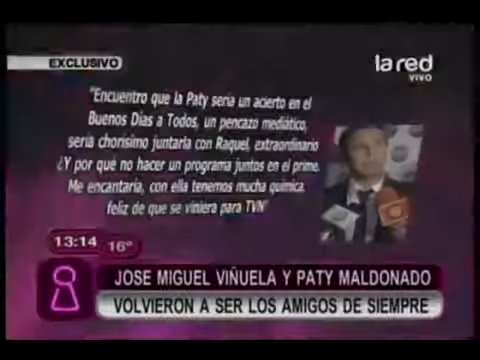 EXCLUSIVO
la red
VIVO
"Encuentro que la Paty sería un acierto en el
Buenos Días a Todos, un pencazo mediático,
sería chorísimo juntarla con Raquel, extraordinario
¿Y por qué no hacer un programa juntos en el prime.
Me encantaría, con ella tenemos mucha química,
feliz de que se viniera para TVN"
13:14 16°
JOSE MIGUEL VIÑUELA Y PATY MALDONADO
VOLVIERON A SER LOS AMIGOS DE SIEMPRE